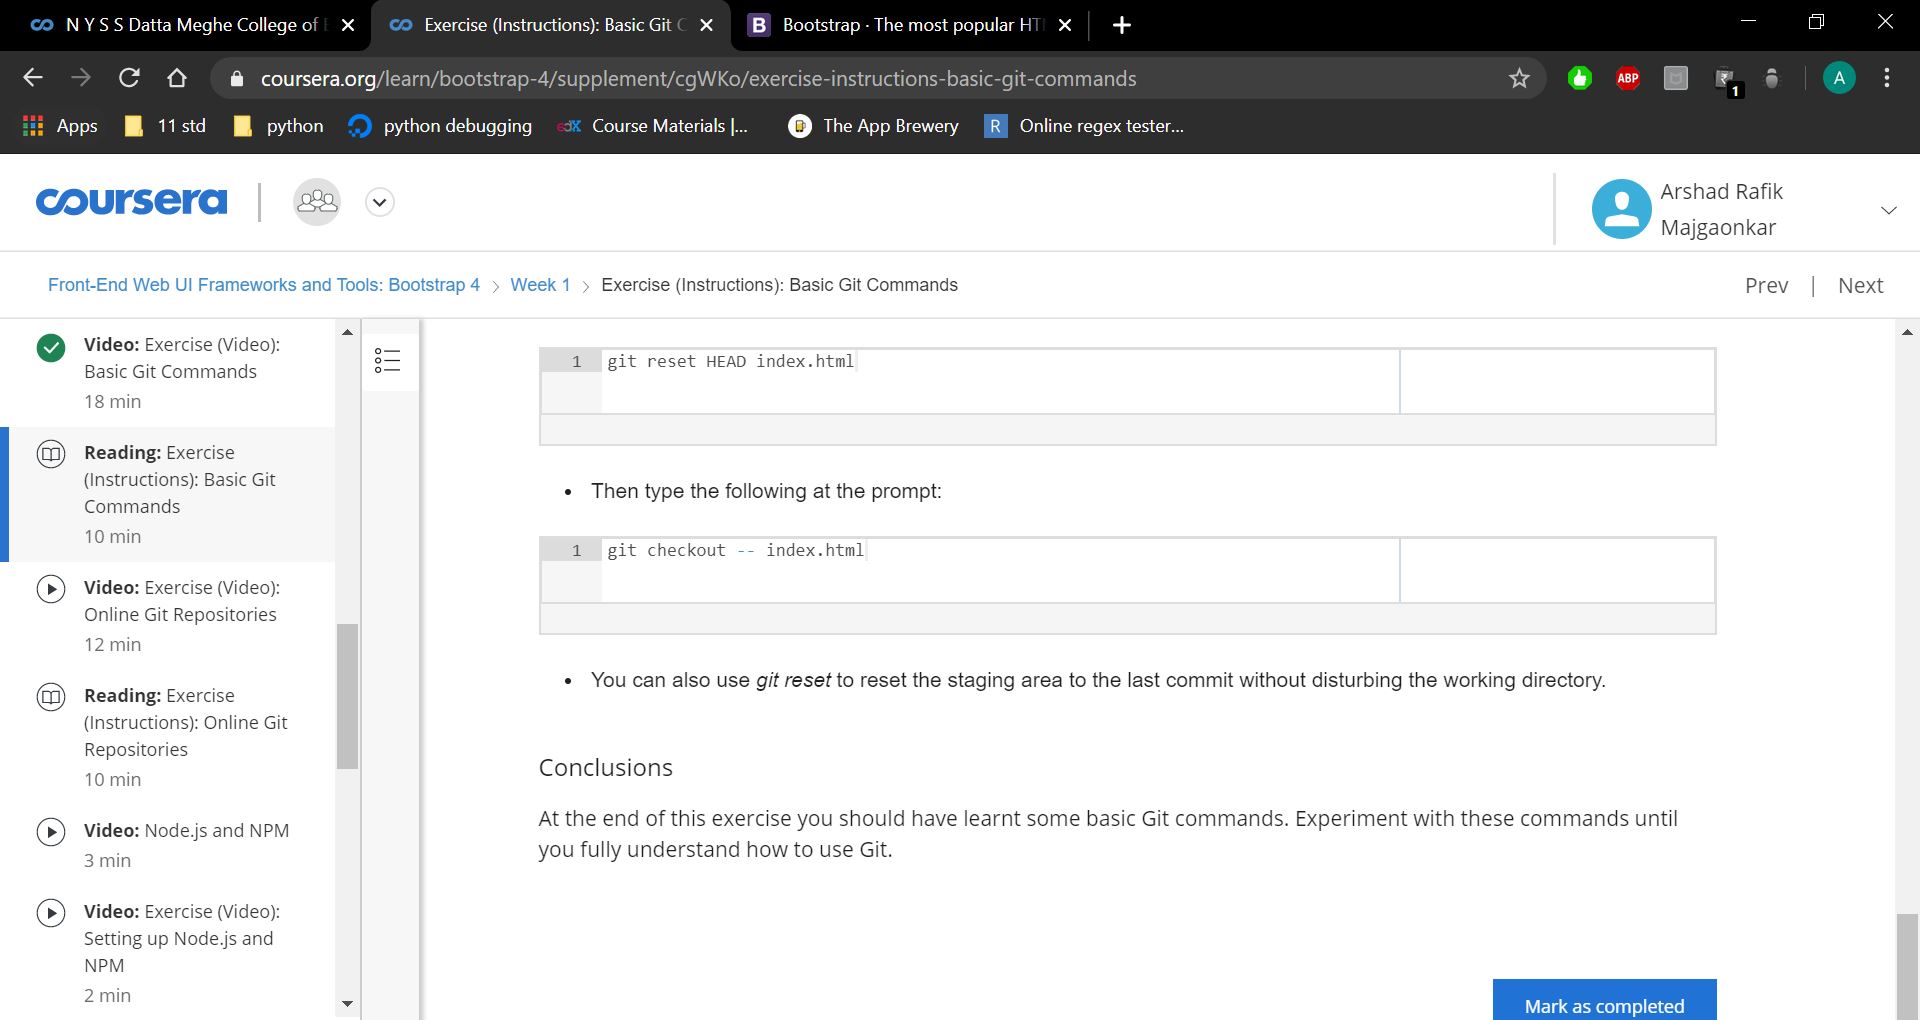 N Y S S Datta Meghe College of
Exercise (Instructions): Basic Git
Bootstrap · The most popular
coursera.org/learn/bootstrap-4/supplement/cgWKo/exercise-instructions-basic-git-commands
ABP
1
A
Apps
11 std
python
python debugging
edX
Course Materials |...
The App Brewery
R
Online regex tester...
coursera
Arshad Rafik
Majgaonkar
Front-End Web UI Frameworks and Tools: Bootstrap 4 > Week 1 > Exercise (Instructions): Basic Git Commands
Prev | Next
Video: Exercise (Video):
Basic Git Commands
18 min
Reading: Exercise
(Instructions): Basic Git
Commands
10 min
Video: Exercise (Video):
Online Git Repositories
12 min
Reading: Exercise
(Instructions): Online Git
Repositories
10 min
Video: Node.js and NPM
3 min
Video: Exercise (Video):
Setting up Node.js and
NPM
2 min
1 git reset HEAD index.html
• Then type the following at the prompt:
1 git checkout -- index.html
• You can also use git reset to reset the staging area to the last commit without disturbing the working directory.
Conclusions
At the end of this exercise you should have learnt some basic Git commands. Experiment with these commands until
you fully understand how to use Git.
Mark as completed